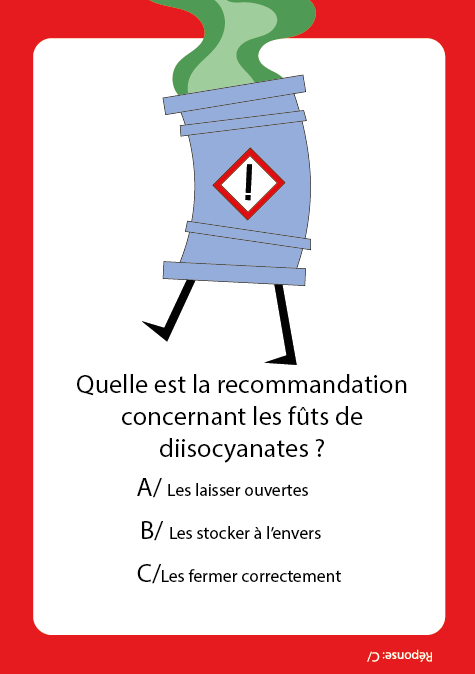 !
Quelle est la recommandation
concernant les fûts de
diisocyanates ?
A/ Les laisser ouvertes
B/ Les stocker à l'envers
C/Les fermer correctement
Réponse: C/